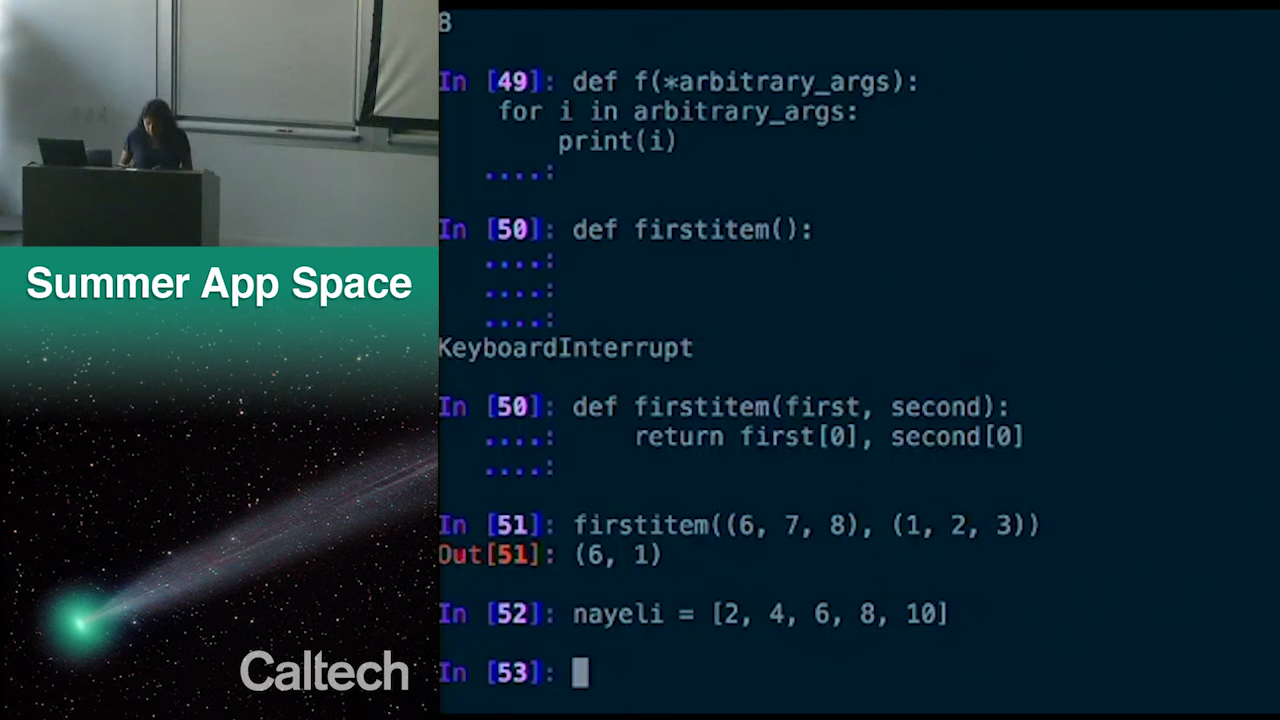 Summer App Space
Caltech
8
In [49]: def f(*arbitrary_args):
for i in arbitrary_args:
print(i)
....:
In [50]: def firstitem():
....:
....:
....:
KeyboardInterrupt
In [50]: def firstitem(first, second):
....: return first[0], second[0]
....:
In [51]: firstitem((6, 7, 8), (1, 2, 3))
Out[51]: (6, 1)
In [52]: nayeli = [2, 4, 6, 8, 10]
In [53]: